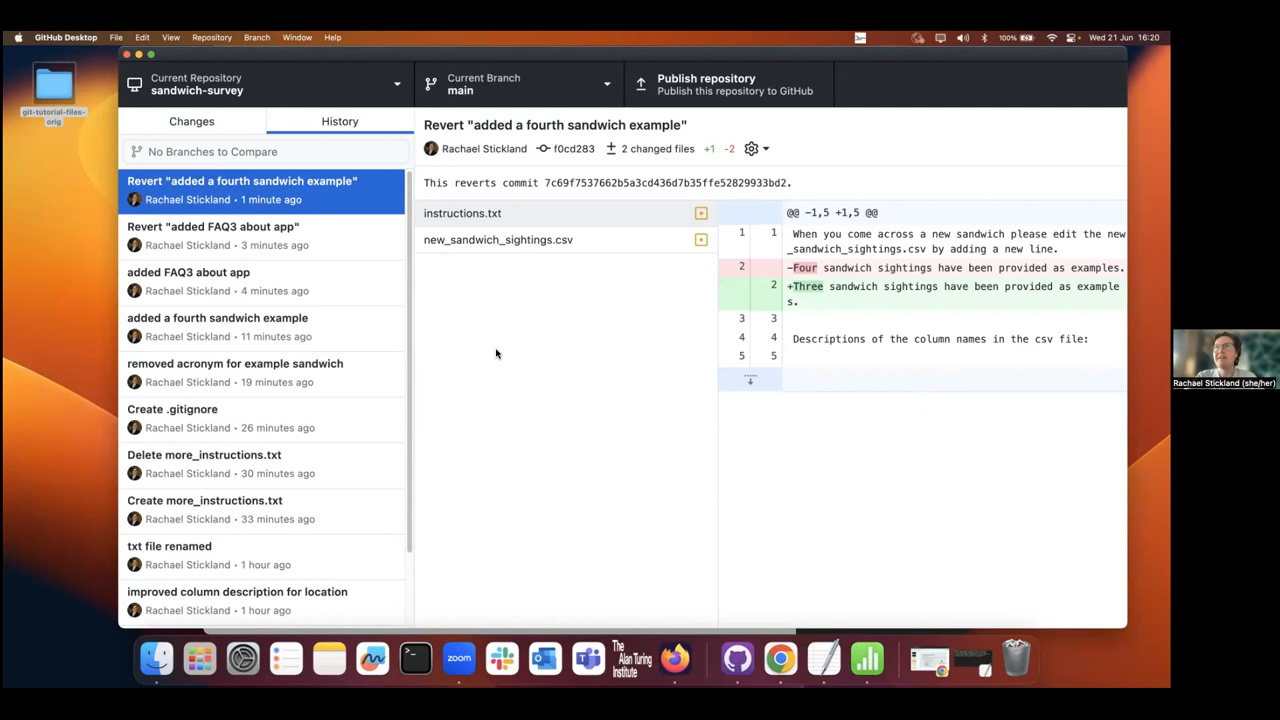 GitHub Desktop File Edit View Repository Branch Window Help 100% Wed 21 Jun 16:20
git-tutorial-files-
orig
Current Repository
sandwich-survey
Current Branch
main
Publish repository
Publish this repository to GitHub
Changes
History
No Branches to Compare
Revert "added a fourth sandwich example"
Rachael Stickland • 1 minute ago
Revert "added FAQ3 about app"
Rachael Stickland • 3 minutes ago
added FAQ3 about app
Rachael Stickland • 4 minutes ago
added a fourth sandwich example
Rachael Stickland • 11 minutes ago
removed acronym for example sandwich
Rachael Stickland • 19 minutes ago
Create .gitignore
Rachael Stickland • 26 minutes ago
Delete more_instructions.txt
Rachael Stickland • 30 minutes ago
Create more_instructions.txt
Rachael Stickland • 33 minutes ago
txt file renamed
Rachael Stickland • 1 hour ago
improved column description for location
Rachael Stickland • 1 hour ago
Revert "added a fourth sandwich example"
Rachael Stickland f0cd283 2 changed files +1 -2
This reverts commit 7c69f7537662b5a3cd436d7b35ffe52829933bd2.
instructions.txt
new_sandwich_sightings.csv
@@ -1,5 +1,5 @@
1 1 When you come across a new sandwich please edit the new
_sandwich_sightings.csv by adding a new line.
2 -Four sandwich sightings have been provided as examples.
2 +Three sandwich sightings have been provided as example
s.
3 3
4 4 Descriptions of the column names in the csv file:
5 5
Rachael Stickland (she/her)
zoom
The
Alan Turing
Institute